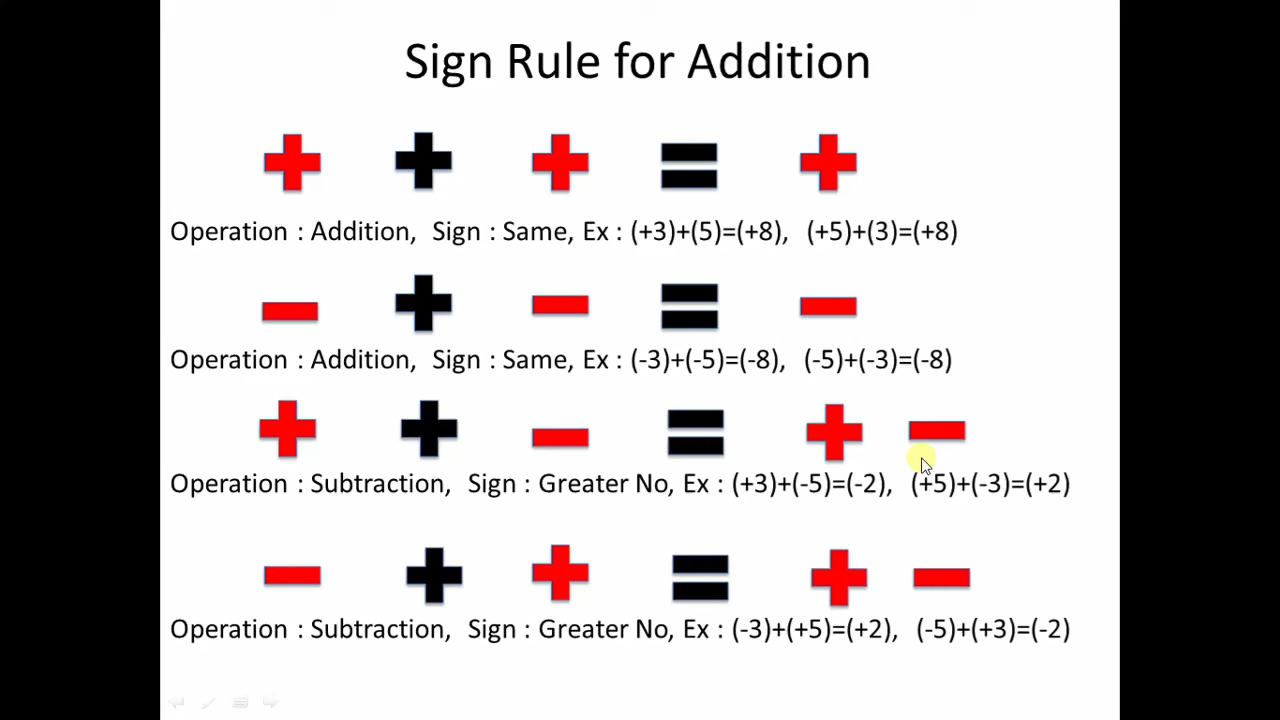 Sign Rule for Addition
+ + + = +
Operation : Addition, Sign : Same, Ex : (+3)+(5)=(+8), (+5)+(3)=(+8)
- + - = -
Operation : Addition, Sign : Same, Ex : (-3)+(-5)=(-8), (-5)+(-3)=(-8)
+ + - = + -
Operation : Subtraction, Sign : Greater No, Ex : (+3)+(-5)=(-2), (+5)+(-3)=(+2)
- + + = + -
Operation : Subtraction, Sign : Greater No, Ex : (-3)+(+5)=(+2), (-5)+(+3)=(-2)